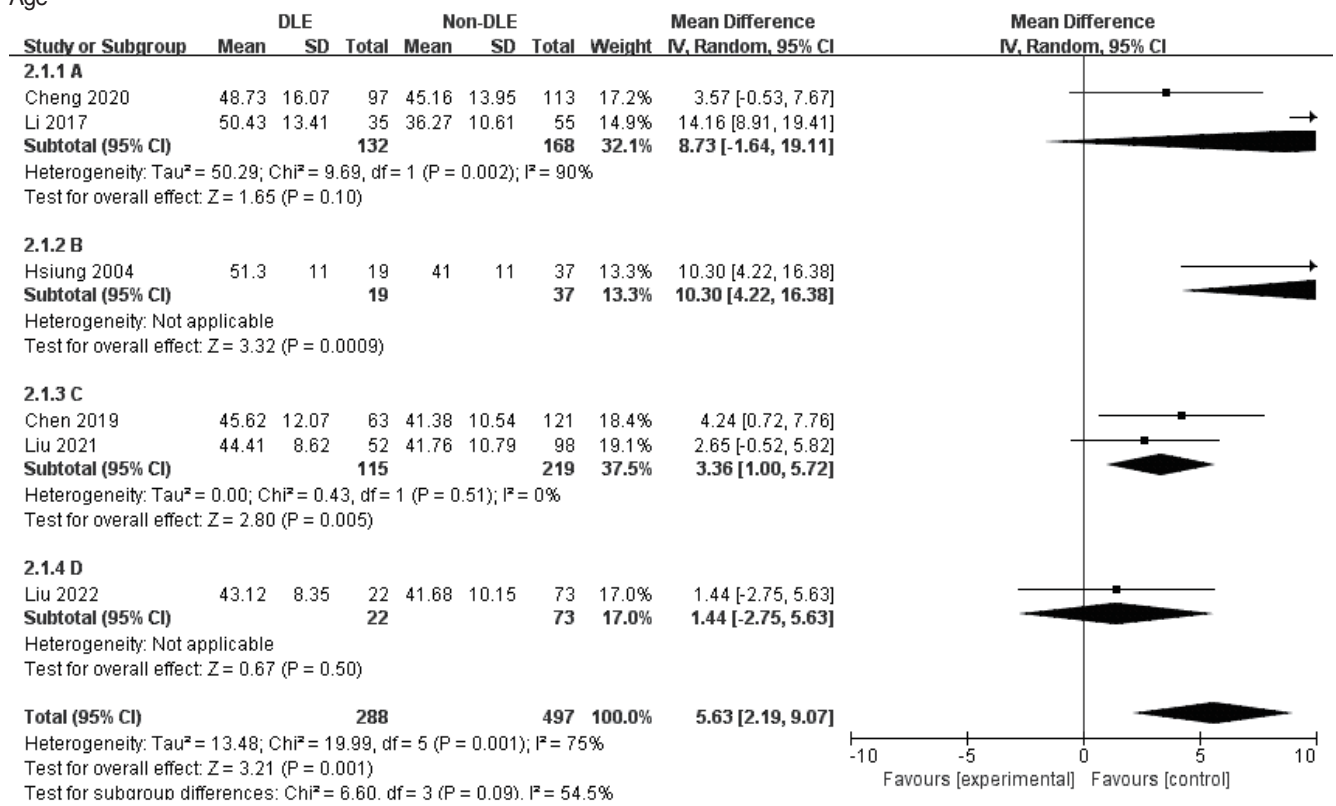 Age
DLE Non-DLE Mean Difference Mean Difference
Study or Subgroup Mean SD Total Mean SD Total Weight IV, Random, 95% CI IV, Random, 95% CI
2.1.1 A
Cheng 2020 48.73 16.07 97 45.16 13.95 113 17.2% 3.57 [-0.53, 7.67]
Li 2017 50.43 13.41 35 36.27 10.61 55 14.9% 14.16 [8.91, 19.41]
Subtotal (95% CI) 132 168 32.1% 8.73 [-1.64, 19.11]
Heterogeneity: Tau² = 50.29; Chi² = 9.69, df = 1 (P = 0.002); I² = 90%
Test for overall effect: Z = 1.65 (P = 0.10)
2.1.2 B
Hsiung 2004 51.3 11 19 41 11 37 13.3% 10.30 [4.22, 16.38]
Subtotal (95% CI) 19 37 13.3% 10.30 [4.22, 16.38]
Heterogeneity: Not applicable
Test for overall effect: Z = 3.32 (P = 0.0009)
2.1.3 C
Chen 2019 45.62 12.07 63 41.38 10.54 121 18.4% 4.24 [0.72, 7.76]
Liu 2021 44.41 8.62 52 41.76 10.79 98 19.1% 2.65 [-0.52, 5.82]
Subtotal (95% CI) 115 219 37.5% 3.36 [1.00, 5.72]
Heterogeneity: Tau² = 0.00; Chi² = 0.43, df = 1 (P = 0.51); I² = 0%
Test for overall effect: Z = 2.80 (P = 0.005)
2.1.4 D
Liu 2022 43.12 8.35 22 41.68 10.15 73 17.0% 1.44 [-2.75, 5.63]
Subtotal (95% CI) 22 73 17.0% 1.44 [-2.75, 5.63]
Heterogeneity: Not applicable
Test for overall effect: Z = 0.67 (P = 0.50)
Total (95% CI) 288 497 100.0% 5.63 [2.19, 9.07]
Heterogeneity: Tau² = 13.48; Chi² = 19.99, df = 5 (P = 0.001); I² = 75%
Test for overall effect: Z = 3.21 (P = 0.001)
Test for subgroup differences: Chi² = 6.60, df = 3 (P = 0.09), I² = 54.5%
-10 -5 0 5 10
Favours [experimental] Favours [control]